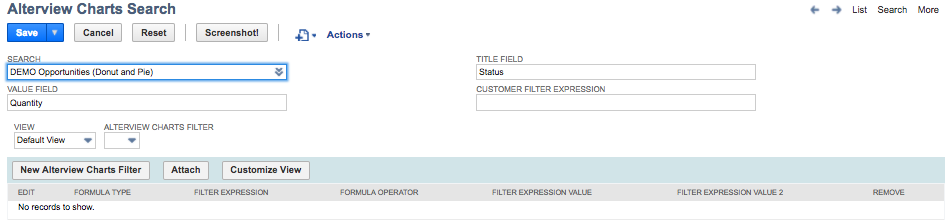 Alterview Charts Search
List Search More
Save Cancel Reset Screenshot! Actions
SEARCH
DEMO Opportunities (Donut and Pie)
TITLE FIELD
Status
VALUE FIELD
Quantity
CUSTOMER FILTER EXPRESSION
VIEW
Default View
ALTERVIEW CHARTS FILTER
New Alterview Charts Filter Attach Customize View
EDIT FORMULA TYPE FILTER EXPRESSION FORMULA OPERATOR FILTER EXPRESSION VALUE FILTER EXPRESSION VALUE 2 REMOVE
No records to show.